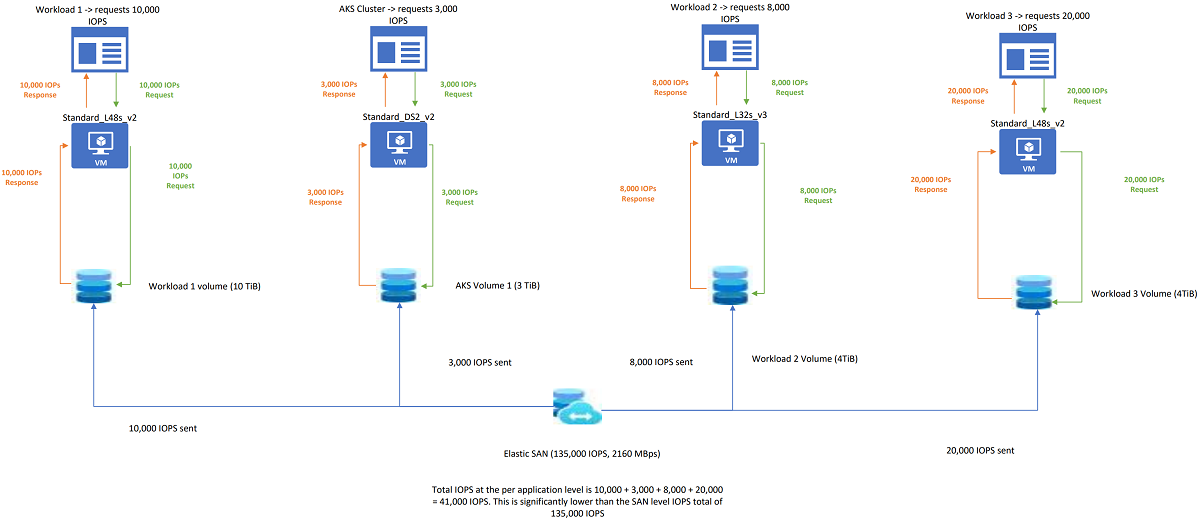 Workload 1 -> requests 10,000
IOPS
AKS Cluster -> requests 3,000
IOPS
Workload 2 -> requests 8,000
IOPS
Workload 3 -> requests 20,000
IOPS
10,000 IOPs
Response
10,000 IOPs
Request
3,000 IOPs
Response
3,000 IOPs
Request
8,000 IOPs
Response
8,000 IOPs
Request
20,000 IOPs
Response
20,000 IOPs
Request
Standard_L48s_v2
Standard_DS2_v2
Standard_L32s_v3
Standard_L48s_v2
VM
VM
VM
VM
10,000 IOPs
Response
10,000
IOPs
Request
3,000 IOPs
Response
3,000 IOPs
Request
8,000 IOPs
Response
8,000 IOPs
Request
20,000 IOPs
Response
20,000 IOPs
Request
Workload 1 volume (10 TiB)
AKS Volume 1 (3 TiB)
Workload 3 Volume (4TiB)
3,000 IOPS sent
8,000 IOPS sent
Workload 2 Volume (4TiB)
10,000 IOPS sent
20,000 IOPS sent
Elastic SAN (135,000 IOPS, 2160 MBps)
Total IOPS at the per application level is 10,000 + 3,000 + 8,000 + 20,000
= 41,000 IOPS. This is significantly lower than the SAN level IOPS total of
135,000 IOPS